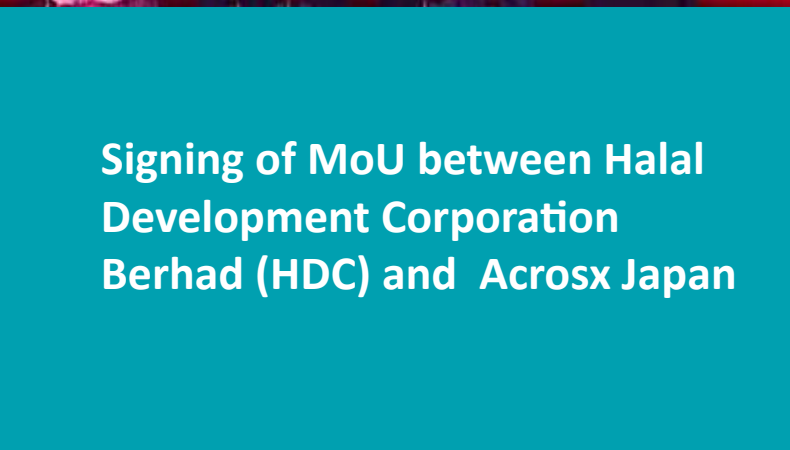 Signing of MoU between Halal
Development Corporation
Berhad (HDC) and  Acrosx Japan